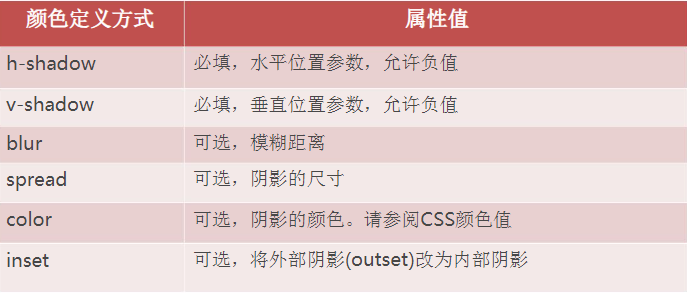 颜色定义方式 属性值
h-shadow 必填，水平位置参数，允许负值
v-shadow 必填，垂直位置参数，允许负值
blur 可选，模糊距离
spread 可选，阴影的尺寸
color 可选，阴影的颜色。请参阅CSS颜色值
inset 可选，将外部阴影(outset)改为内部阴影